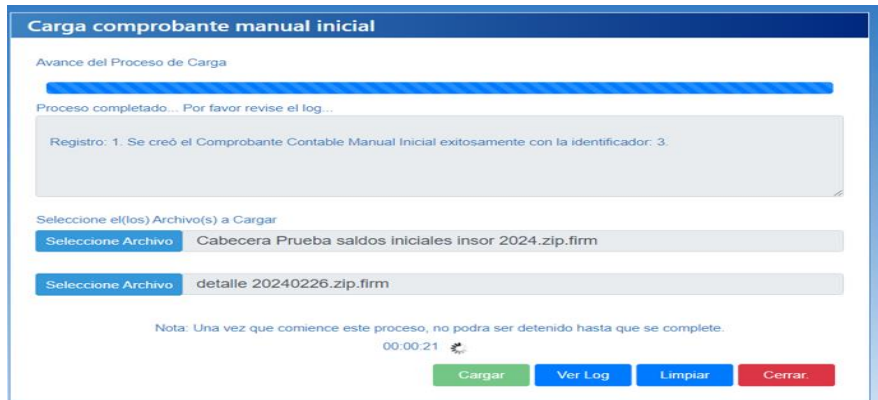 Carga comprobante manual inicial
Avance del Proceso de Carga
Proceso completado... Por favor revise el log...
Registro: 1. Se creó el Comprobante Contable Manual Inicial exitosamente con la identificador: 3.
Seleccione el(los) Archivo(s) a Cargar
Seleccione Archivo Cabecera Prueba saldos iniciales insor 2024.zip.firm
Seleccione Archivo detalle 20240226.zip.firm
Nota: Una vez que comience este proceso, no podra ser detenido hasta que se complete.
00:00:21
Cargar Ver Log Limpiar Cerrar.